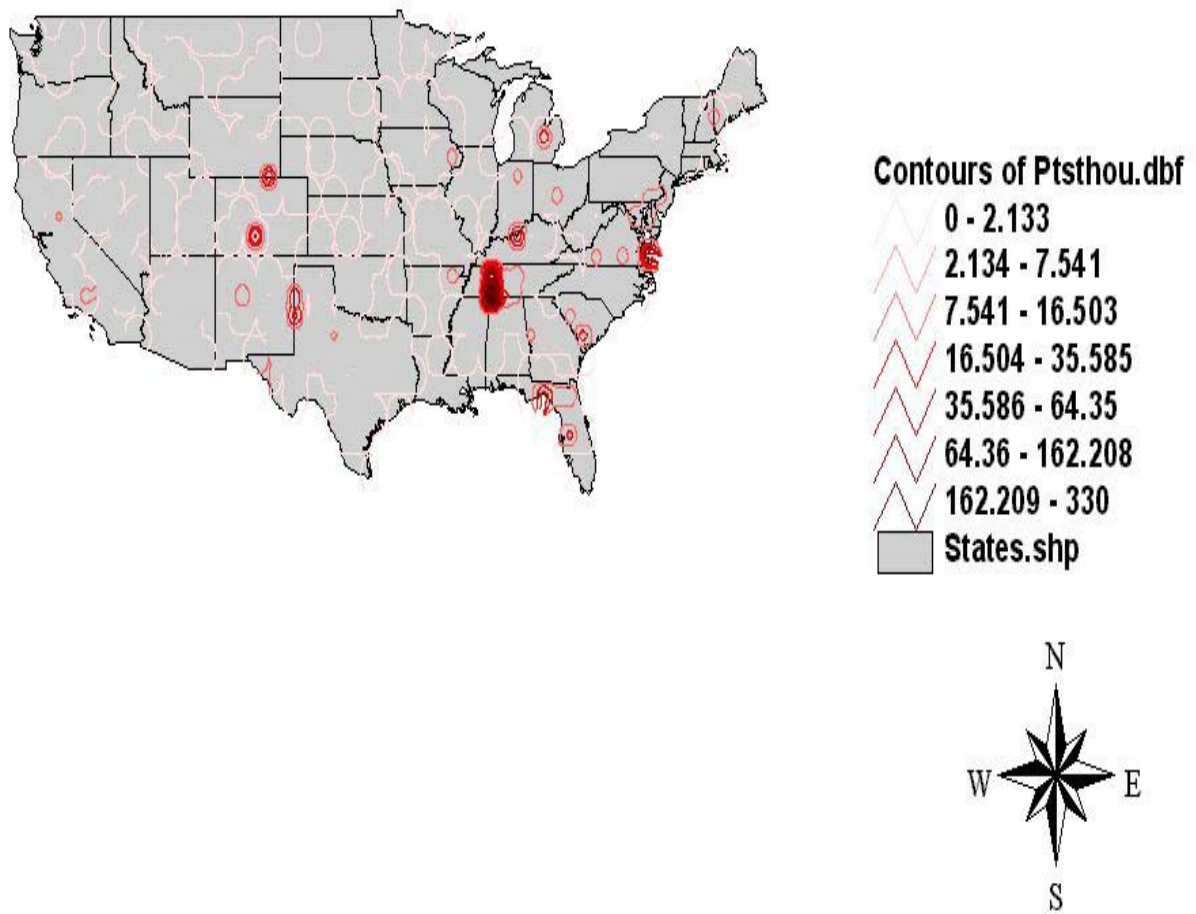 Contours of Ptsthou.dbf
0 - 2.133
2.134 - 7.541
7.541 - 16.503
16.504 - 35.585
35.586 - 64.35
64.36 - 162.208
162.209 - 330
States.shp
N
W E
S